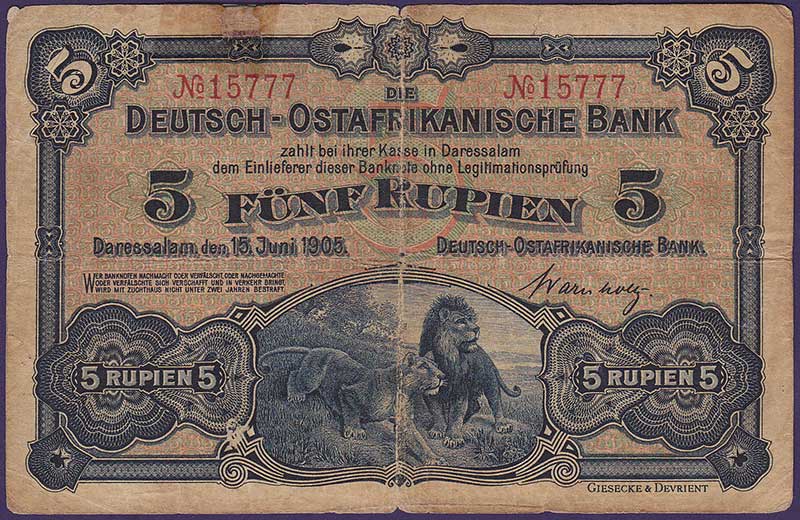 5 5
№15777 №15777
DIE
DEUTSCH-OSTAFRIKANISCHE BANK
zahlt bei ihrer Kasse in Daressalam
dem Einlieferer dieser Banknote ohne Legitimationsprüfung
5 FÜNF RUPIEN 5
Daressalam, den 15. Juni 1905. DEUTSCH-OSTAFRIKANISCHE BANK.
WER BANKNOTEN NACHMACHT ODER VERFÄLSCHT, ODER NACHGEMACHTE
ODER VERFÄLSCHTE SICH VERSCHAFFT UND IN VERKEHR BRINGT,
WIRD MIT ZUCHTHAUS NICHT UNTER ZWEI JAHREN BESTRAFT.
5 RUPIEN 5 5 RUPIEN 5
GIESECKE & DEVRIENT